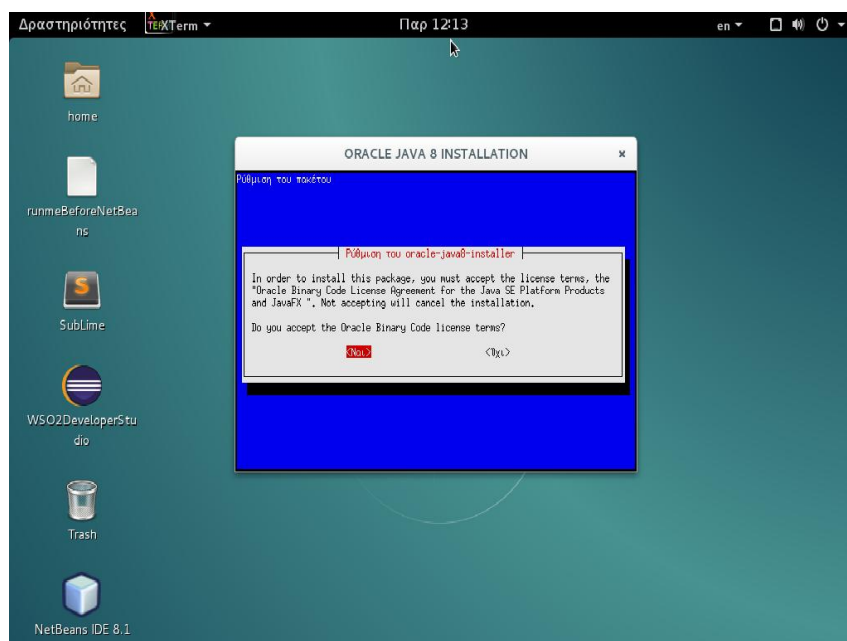 Δραστηριότητες
XTerm
Παρ 12:13
en
home
runmeBeforeNetBea
ns
SubLime
WSO2DeveloperStu
dio
Trash
NetBeans IDE 8.1
ORACLE JAVA 8 INSTALLATION
Ρύθμιση του πακέτου
Ρύθμιση του oracle-java8-installer
In order to install this package, you must accept the license terms, the
"Oracle Binary Code License Agreement for the Java SE Platform Products
and JavaFX ". Not accepting will cancel the installation.
Do you accept the Oracle Binary Code license terms?
<Ναι> <Όχι>